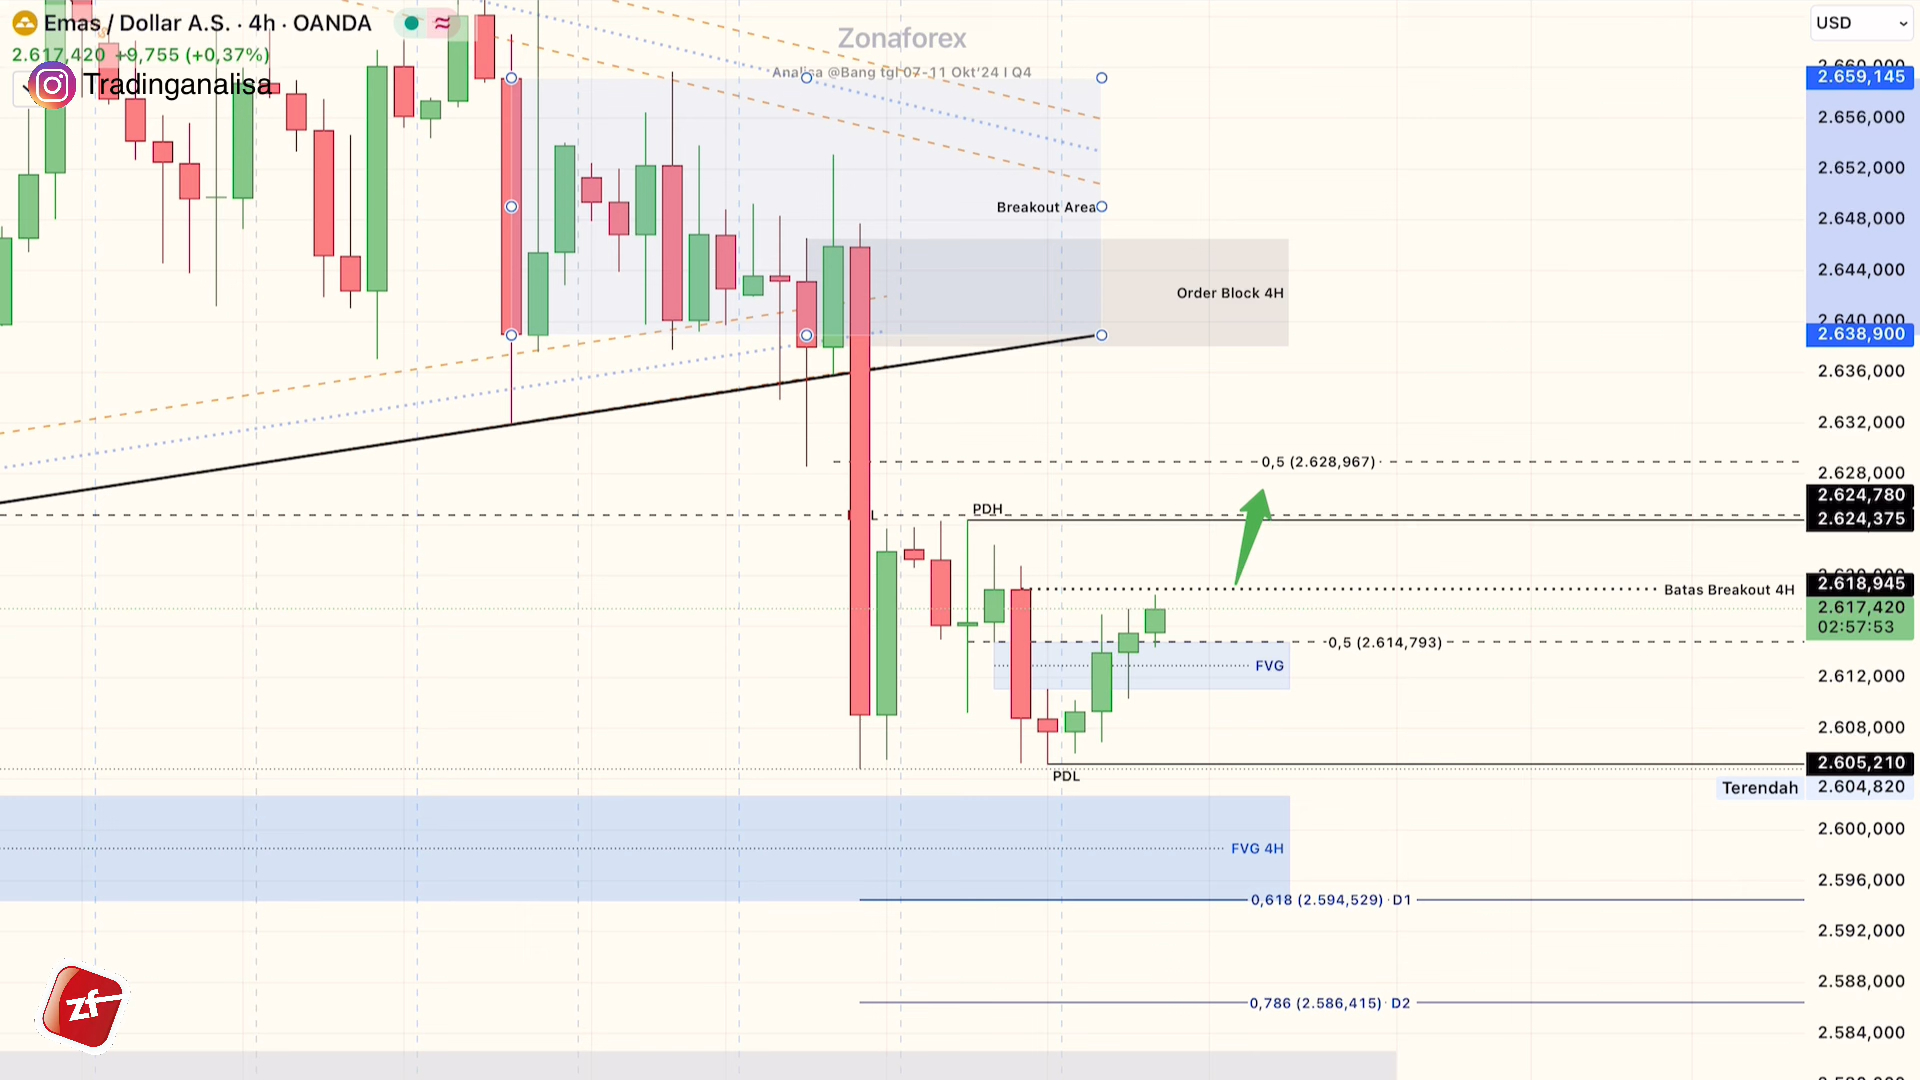 Emas / Dollar A.S. · 4h · OANDA
2.617,420 +9,755 (+0,37%)
Tradinganalisa
Zonaforex
Analisa @Bang tgl 07-11 Okt'24 I Q4
USD
2.659,145
2.656,000
2.652,000
Breakout Area
2.648,000
2.644,000
Order Block 4H
2.640,000
2.638,900
2.636,000
2.632,000
0,5 (2.628,967)
2.628,000
2.624,780
PDH
2.624,375
2.618,945
Batas Breakout 4H
2.617,420
02:57:53
0,5 (2.614,793)
FVG
2.612,000
2.608,000
2.605,210
PDL
Terendah 2.604,820
2.600,000
FVG 4H
2.596,000
0,618 (2.594,529) · D1
2.592,000
2.588,000
0,786 (2.586,415) · D2
2.584,000
zf